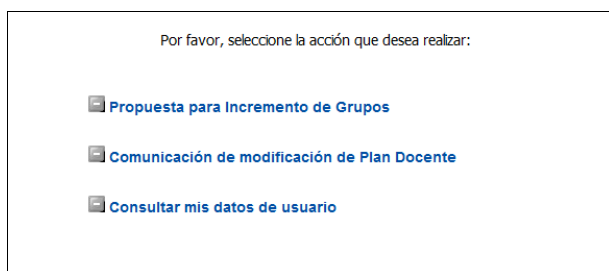 Por favor, seleccione la acción que desea realizar:
Propuesta para Incremento de Grupos
Comunicación de modificación de Plan Docente
Consultar mis datos de usuario